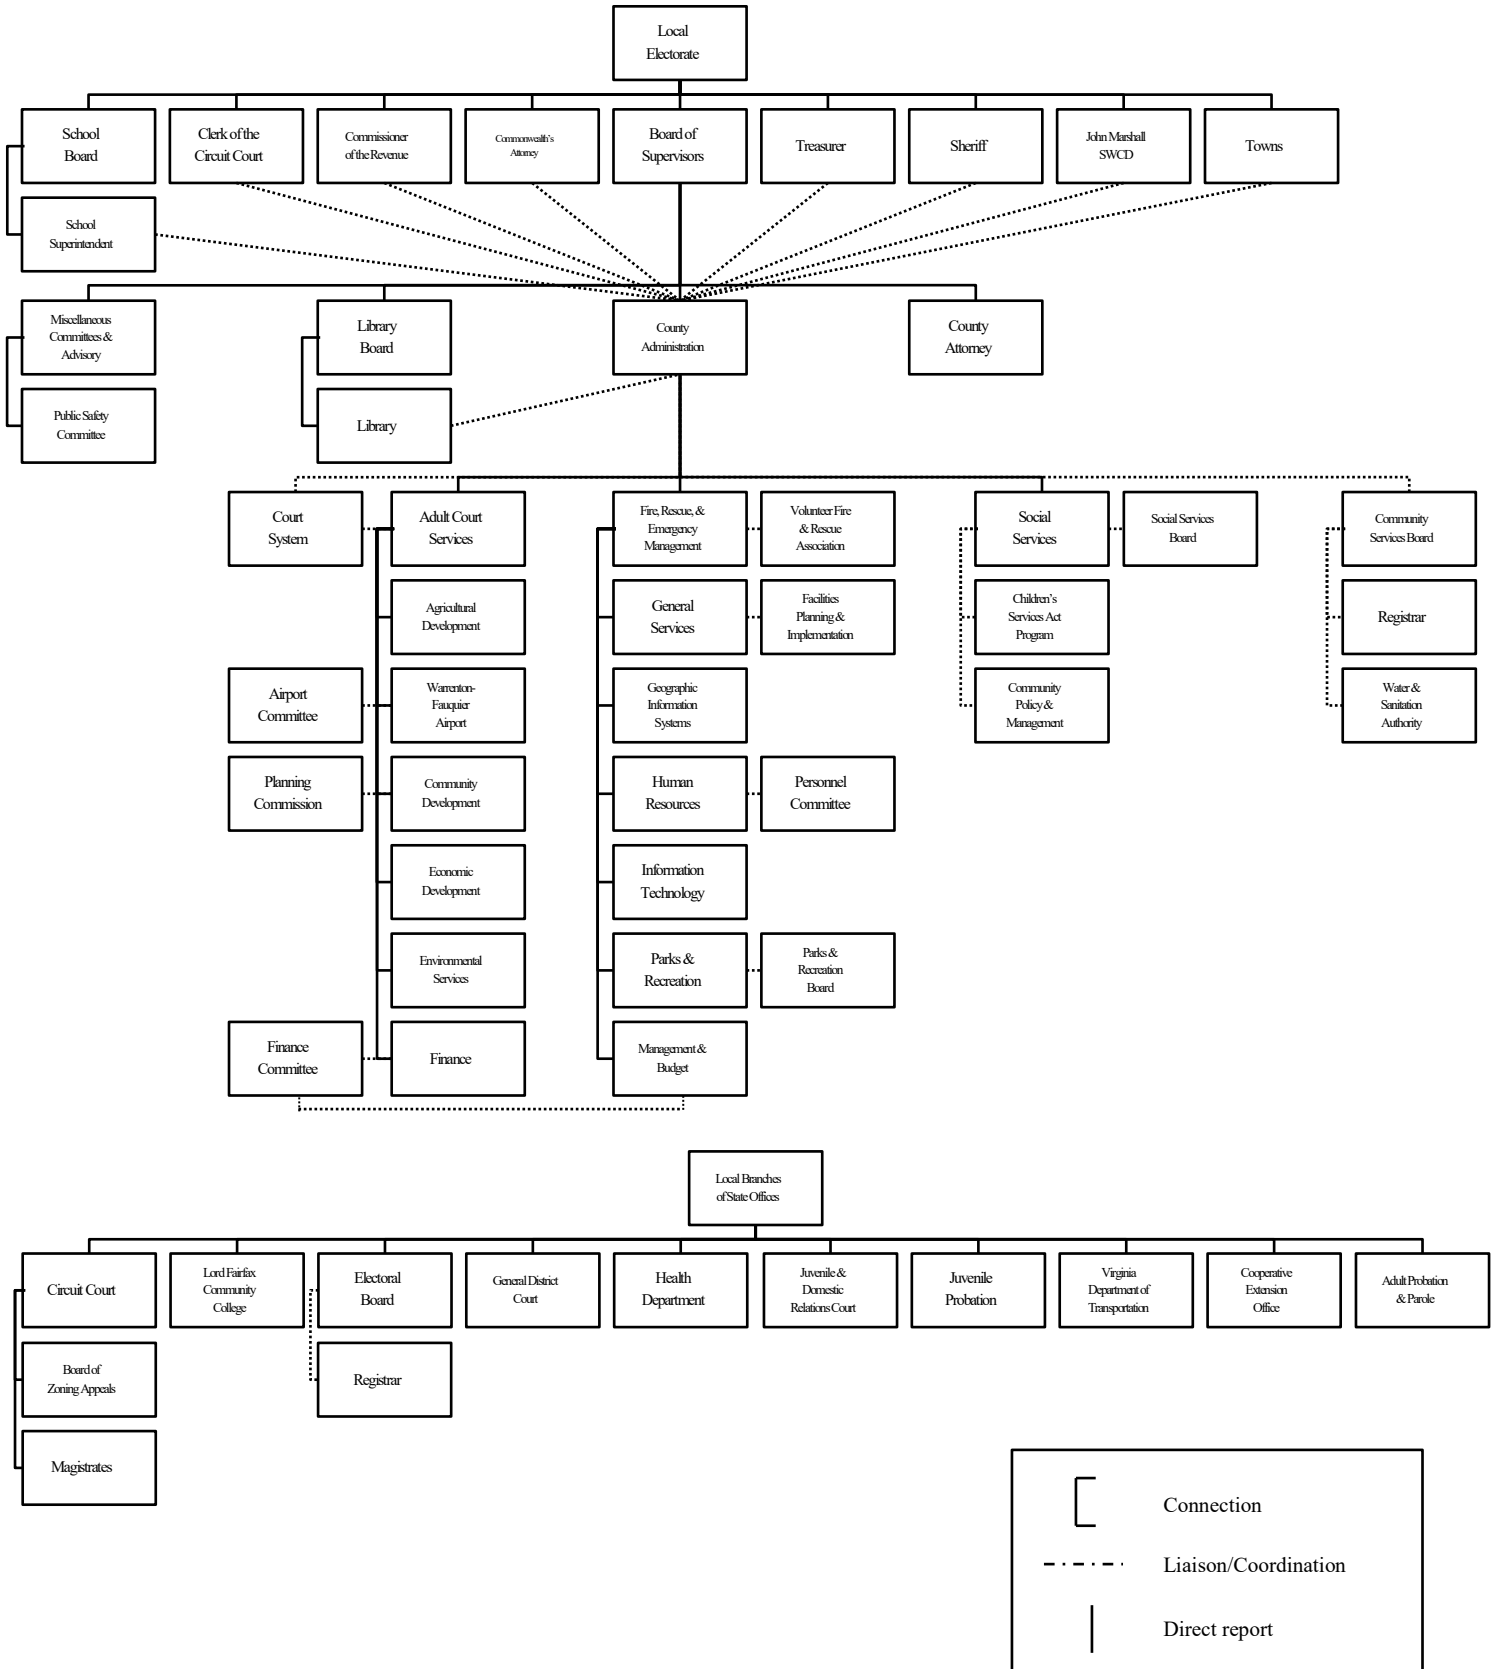 Local
Electorate
School
Board
Clerk of the
Circuit Court
Commissioner
of the Revenue
Commonwealth's
Attorney
Board of
Supervisors
Treasurer
Sheriff
John Marshall
SWCD
Towns
School
Superintendent
Miscellaneous
Committees &
Advisory
Library
Board
County
Administration
County
Attorney
Public Safety
Committee
Library
Court
System
Adult Court
Services
Fire, Rescue, &
Emergency
Management
Volunteer Fire
& Rescue
Association
Social
Services
Social Services
Board
Community
Services Board
Agricultural
Development
General
Services
Facilities
Planning &
Implementation
Children's
Services Act
Program
Registrar
Airport
Committee
Warrenton-
Fauquier
Airport
Geographic
Information
Systems
Community
Policy &
Management
Water &
Sanitation
Authority
Planning
Commission
Community
Development
Human
Resources
Personnel
Committee
Economic
Development
Information
Technology
Environmental
Services
Parks &
Recreation
Parks &
Recreation
Board
Finance
Committee
Finance
Management &
Budget
Local Branches
of State Offices
Circuit Court
Lord Fairfax
Community
College
Electoral
Board
General District
Court
Health
Department
Juvenile &
Domestic
Relations Court
Juvenile
Probation
Virginia
Department of
Transportation
Cooperative
Extension
Office
Adult Probation
& Parole
Board of
Zoning Appeals
Registrar
Magistrates
Connection
Liaison/Coordination
Direct report